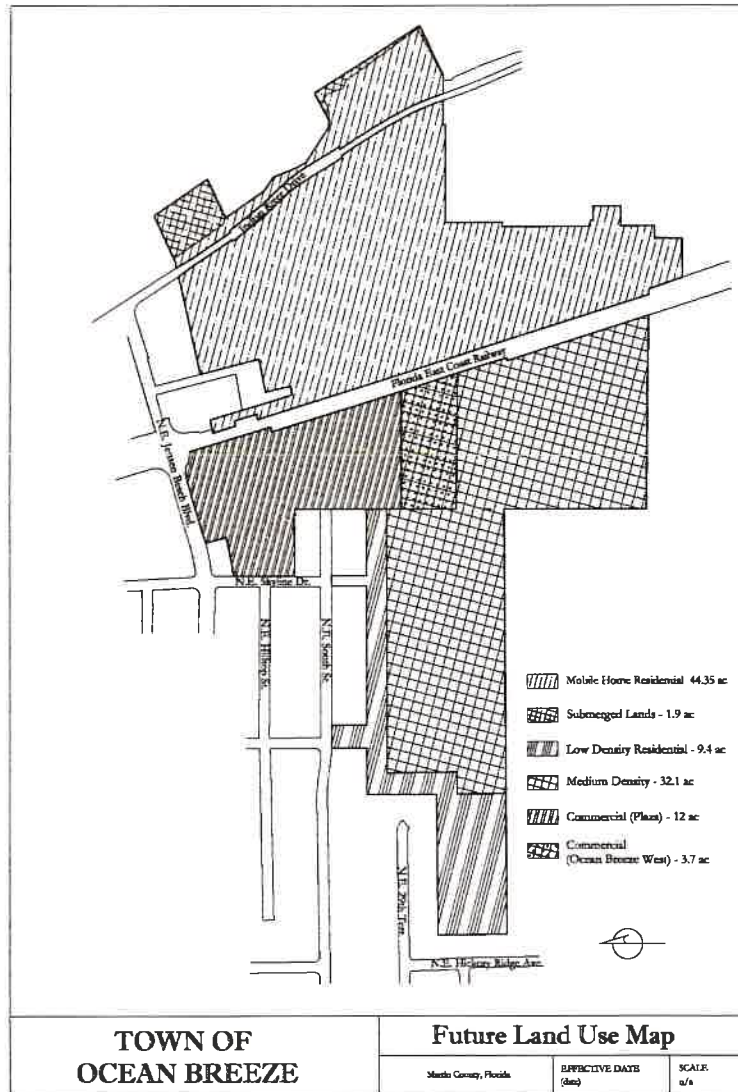 Indian River Drive
Florida East Coast Railway
N.E. Jensen Beach Blvd.
N.E. Skyline Dr.
N.E. Hilltop St.
N.E. South St.
Mobile Home Residential 44.35 ac
Submerged Lands - 1.9 ac
Low Density Residential - 9.4 ac
Medium Density - 32.1 ac
Commercial (Plaza) - 12 ac
Commercial
(Ocean Breeze West) - 3.7 ac
N.E. 29th Terr.
N.E. Hickory Ridge Ave
TOWN OF
OCEAN BREEZE
Future Land Use Map
Martin County, Florida
EFFECTIVE DATE
(date)
SCALE
n/a